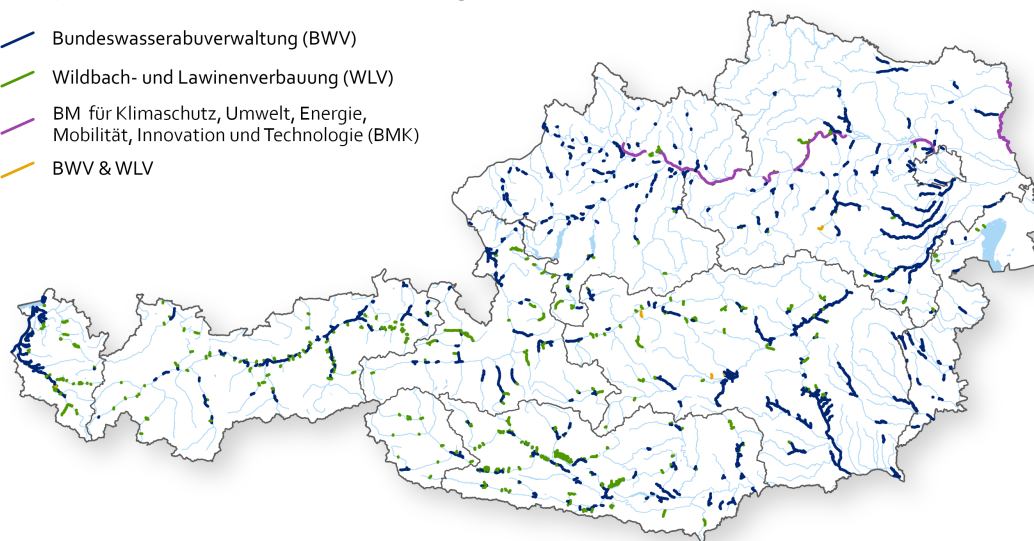 Bundeswasserabuverwaltung (BWV)
Wildbach- und Lawinenverbauung (WLV)
BM für Klimaschutz, Umwelt, Energie,
Mobilität, Innovation und Technologie (BMK)
BWV & WLV